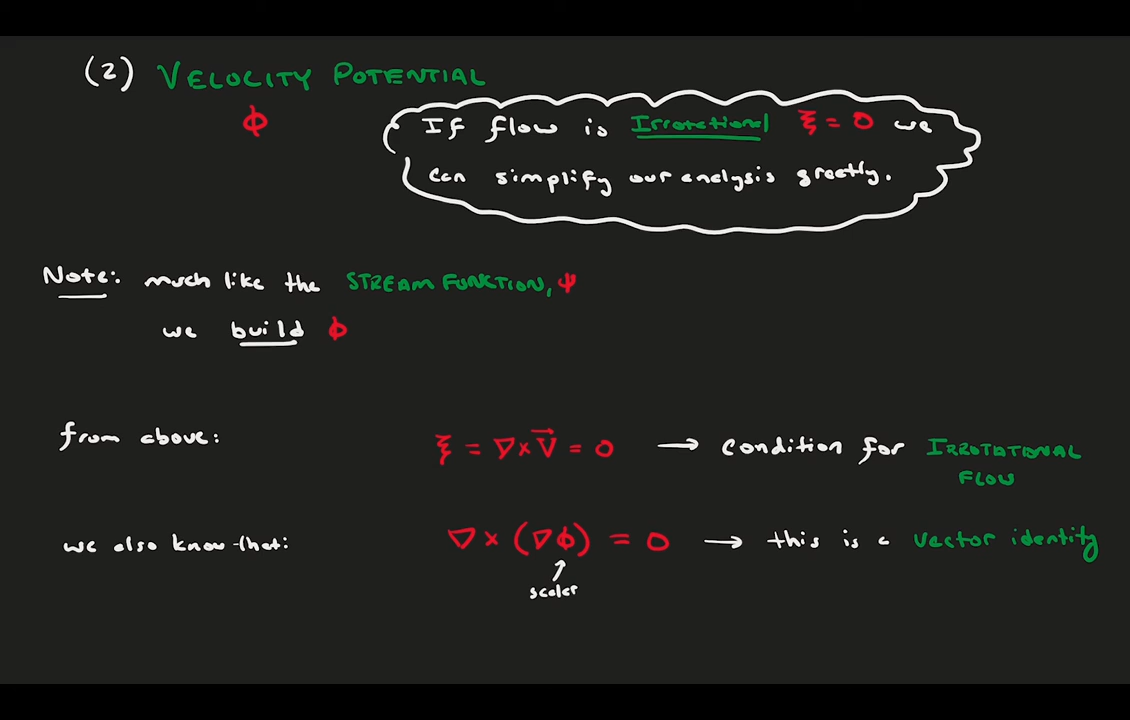 (2) VELOCITY POTENTIAL
ϕ
If flow is Irrotational ξ = 0 we
can simplify our analysis greatly.
Note: much like the STREAM FUNCTION, ψ
we build ϕ
from above: ξ = ∇×V⃗ = 0 → condition for IRROTATIONAL
FLOW
we also know that: ∇ × (∇ϕ) = 0 → this is a vector identity
↑
scalar